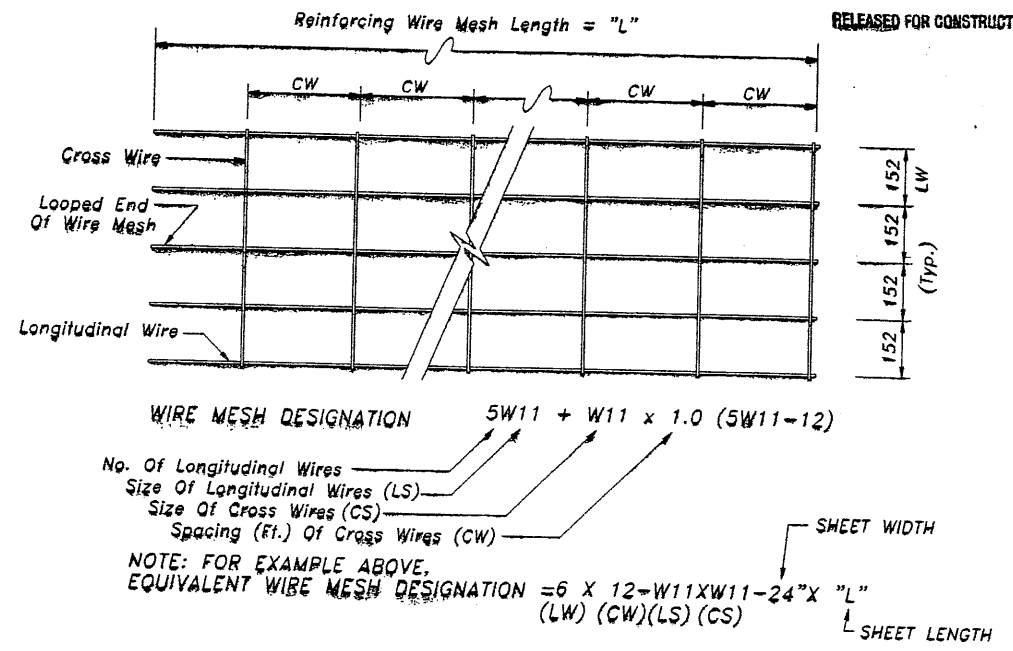 Reinforcing Wire Mesh Length = "L"
RELEASED FOR CONSTRUCT
CW CW CW CW
Cross Wire
Looped End
Of Wire Mesh
Longitudinal Wire
152
152
152
152
LW
(Typ.)
WIRE MESH DESIGNATION 5W11 + W11 x 1.0 (5W11-12)
No. Of Longitudinal Wires
Size Of Longitudinal Wires (LS)
Size Of Cross Wires (CS)
Spacing (Ft.) Of Cross Wires (CW)
SHEET WIDTH
NOTE: FOR EXAMPLE ABOVE,
EQUIVALENT WIRE MESH DESIGNATION =6 X 12-W11XW11-24"X "L"
(LW) (CW)(LS) (CS)
SHEET LENGTH